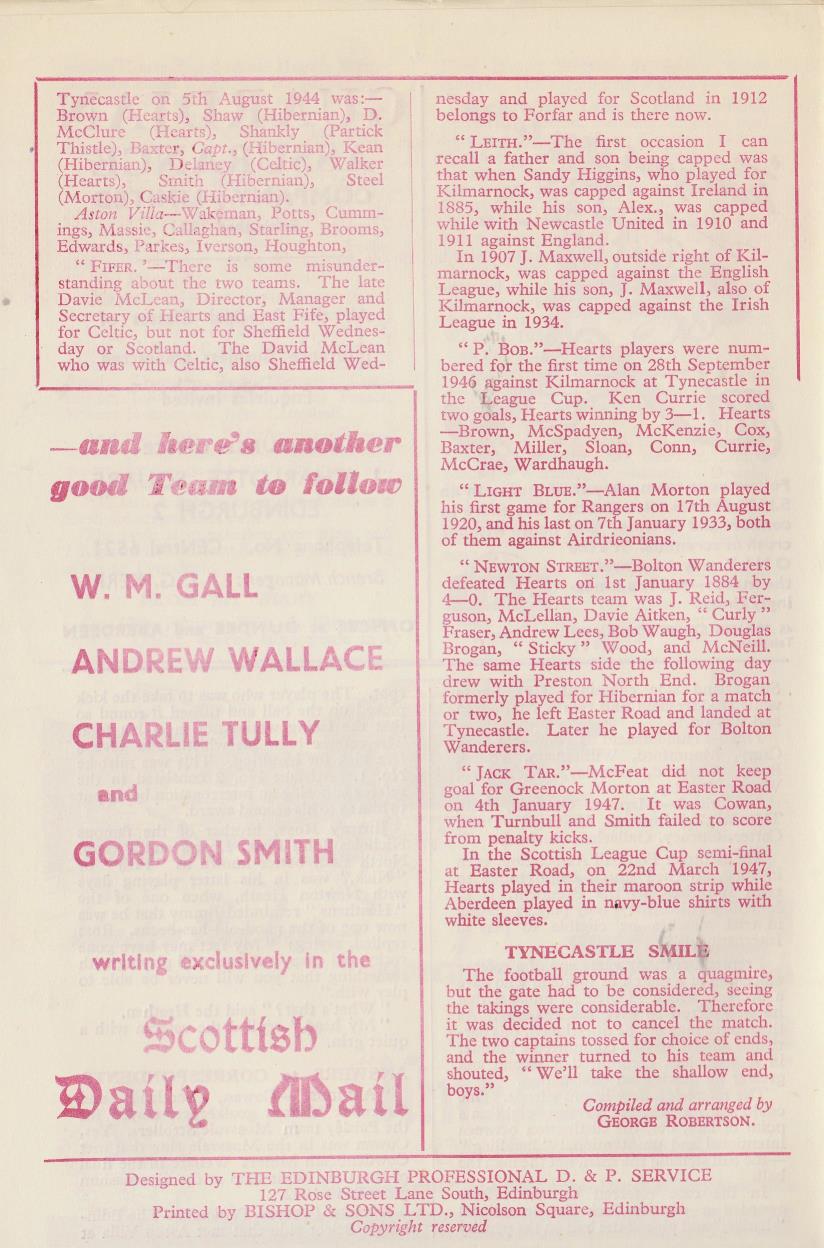 Tynecastle on 5th August 1944 was:—
Brown (Hearts), Shaw (Hibernian), D.
McClure (Hearts), Shankly (Partick
Thistle), Baxter, Capt., (Hibernian), Kean
(Hibernian), Delaney (Celtic), Walker
(Hearts), Smith (Hibernian), Steel
(Morton), Caskie (Hibernian).
Aston Villa—Wakeman, Potts, Cumm-
ings, Massie, Callaghan, Starling, Brooms,
Edwards, Parkes, Iverson, Houghton,
"FIFER.'—There is some misunder-
standing about the two teams. The late
Davie McLean, Director, Manager and
Secretary of Hearts and East Fife, played
for Celtic, but not for Sheffield Wednes-
day or Scotland. The David McLean
who was with Celtic, also Sheffield Wed-
nesday and played for Scotland in 1912
belongs to Forfar and is there now.
"LEITH."—The first occasion I can
recall a father and son being capped was
that when Sandy Higgins, who played for
Kilmarnock, was capped against Ireland in
1885, while his son, Alex., was capped
while with Newcastle United in 1910 and
1911 against England.
In 1907 J. Maxwell, outside right of Kil-
marnock, was capped against the English
League, while his son, J. Maxwell, also of
Kilmarnock, was capped against the Irish
League in 1934.
"P. BOB."—Hearts players were num-
bered for the first time on 28th September
1946 against Kilmarnock at Tynecastle in
the League Cup. Ken Currie scored
two goals, Hearts winning by 3—1. Hearts
—Brown, McSpadyen, McKenzie, Cox,
Baxter, Miller, Sloan, Conn, Currie,
McCrae, Wardhaugh.
"LIGHT BLUE."—Alan Morton played
his first game for Rangers on 17th August
1920, and his last on 7th January 1933, both
of them against Airdrieonians.
"NEWTON STREET."—Bolton Wanderers
defeated Hearts on 1st January 1884 by
4—0. The Hearts team was J. Reid, Fer-
guson, McLellan, Davie Aitken, "Curly"
Fraser, Andrew Lees, Bob Waugh, Douglas
Brogan, "Sticky" Wood, and McNeill.
The same Hearts side the following day
drew with Preston North End. Brogan
formerly played for Hibernian for a match
or two, he left Easter Road and landed at
Tynecastle. Later he played for Bolton
Wanderers.
"JACK TAR."—McFeat did not keep
goal for Greenock Morton at Easter Road
on 4th January 1947. It was Cowan,
when Turnbull and Smith failed to score
from penalty kicks.
In the Scottish League Cup semi-final
at Easter Road, on 22nd March 1947,
Hearts played in their maroon strip while
Aberdeen played in navy-blue shirts with
white sleeves.
TYNECASTLE SMILE
The football ground was a quagmire,
but the gate had to be considered, seeing
the takings were considerable. Therefore
it was decided not to cancel the match.
The two captains tossed for choice of ends,
and the winner turned to his team and
shouted, "We'll take the shallow end,
boys."
Compiled and arranged by
GEORGE ROBERTSON.
—and here's another
good Team to follow
W. M. GALL
ANDREW WALLACE
CHARLIE TULLY
and
GORDON SMITH
writing exclusively in the
Scottish
Daily Mail
Designed by THE EDINBURGH PROFESSIONAL D. & P. SERVICE
127 Rose Street Lane South, Edinburgh
Printed by BISHOP & SONS LTD., Nicolson Square, Edinburgh
Copyright reserved